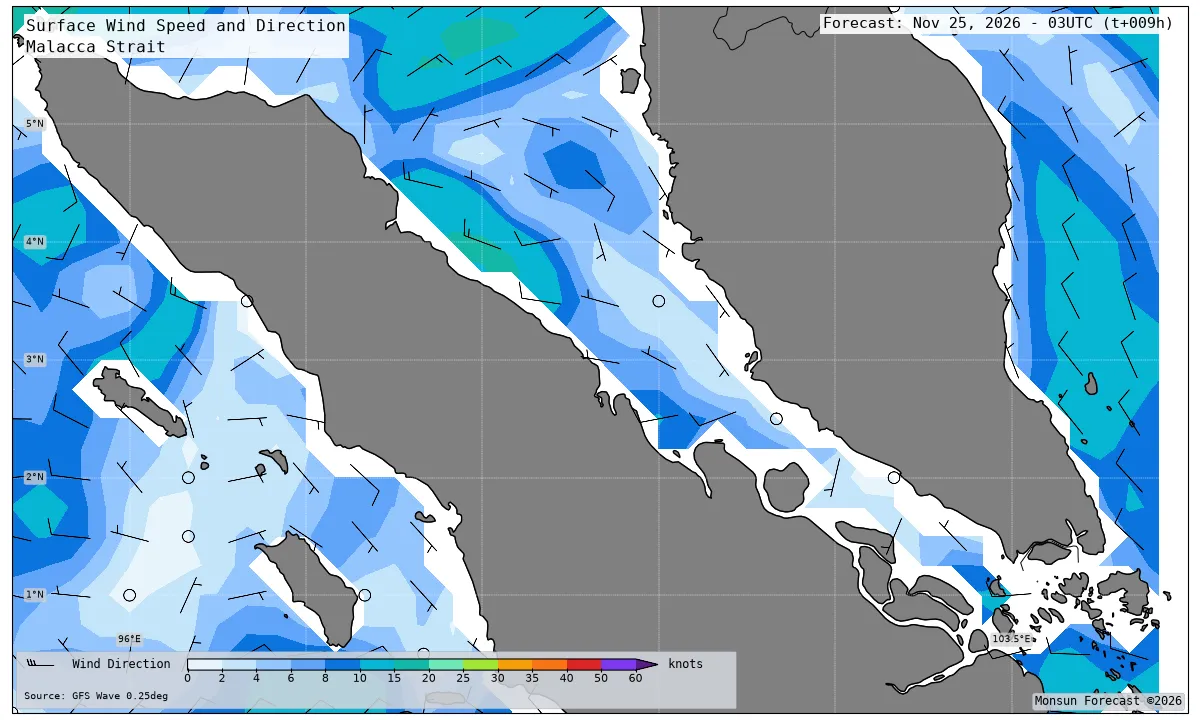 Surface Wind Speed and Direction
Malacca Strait
Forecast: Nov 25, 2026 - 03UTC (t+009h)
5°N
4°N
3°N
2°N
1°N
96°E
103.5°E
Wind Direction
knots
0 2 4 6 8 10 15 20 25 30 35 40 50 60
Source: GFS Wave 0.25deg
Monsun Forecast ©2026